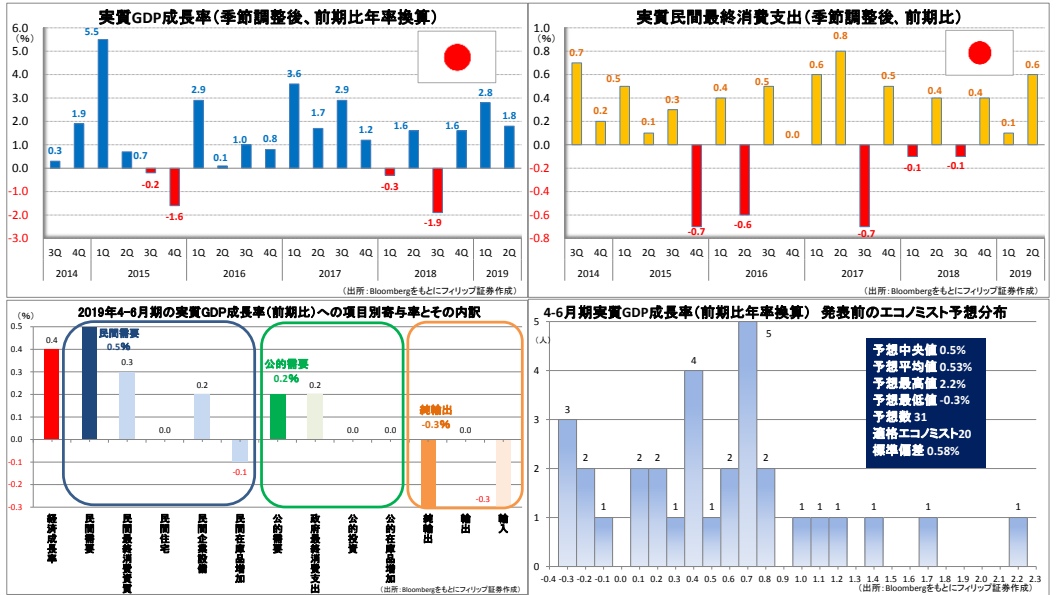 実質GDP成長率(季節調整後、前期比年率換算)
(%)
6.0
5.0
4.0
3.0
2.0
1.0
0.0
-1.0
-2.0
-3.0
0.3
1.9
5.5
0.7
-0.2
-1.6
2.9
0.1
1.0
0.8
3.6
1.7
2.9
1.2
-0.3
1.6
-1.9
1.6
2.8
1.8
3Q 4Q 1Q 2Q 3Q 4Q 1Q 2Q 3Q 4Q 1Q 2Q 3Q 4Q 1Q 2Q 3Q 4Q 1Q 2Q
2014 2015 2016 2017 2018 2019
(出所:Bloombergをもとにフィリップ証券作成)
実質民間最終消費支出(季節調整後、前期比)
(%)
1.0
0.8
0.6
0.4
0.2
0.0
-0.2
-0.4
-0.6
-0.8
0.7
0.2
0.5
0.1
0.3
-0.7
0.4
-0.6
0.5
0.0
0.6
0.8
-0.7
0.5
-0.1
0.4
-0.1
0.4
0.1
0.6
3Q 4Q 1Q 2Q 3Q 4Q 1Q 2Q 3Q 4Q 1Q 2Q 3Q 4Q 1Q 2Q 3Q 4Q 1Q 2Q
2014 2015 2016 2017 2018 2019
(出所:Bloombergをもとにフィリップ証券作成)
2019年4-6月期の実質GDP成長率(前期比)への項目別寄与率とその内訳
(%)
0.5
0.4
0.3
0.2
0.1
0.0
-0.1
-0.2
-0.3
民間需要
0.5%
公的需要
0.2%
純輸出
-0.3%
0.4
0.3
0.0
0.2
-0.1
0.2
0.0
0.0
0.0
-0.3
経済成長率
民間需要
民間最終消費費
民間住宅
民間企業設備
民間在庫品増加
公的需要
政府最終消費支出
公的投資
公的在庫品増加
純輸出
輸出
輸入
(出所:Bloombergをもとにフィリップ証券作成)
4-6月期実質GDP成長率(前期比年率換算) 発表前のエコノミスト予想分布
(人)
5
4
3
2
1
0
3
2
1
2
2
1
4
1
2
5
2
1
1
1
1
1
1
予想中央値 0.5%
予想平均値 0.53%
予想最高値 2.2%
予想最低値 -0.3%
予想数 31
適格エコノミスト20
標準偏差 0.58%
-0.4 -0.3 -0.2 -0.1 0.0 0.1 0.2 0.3 0.4 0.5 0.6 0.7 0.8 0.9 1.0 1.1 1.2 1.3 1.4 1.5 1.6 1.7 1.8 1.9 2.0 2.1 2.2 2.3
(出所:Bloombergをもとにフィリップ証券作成)